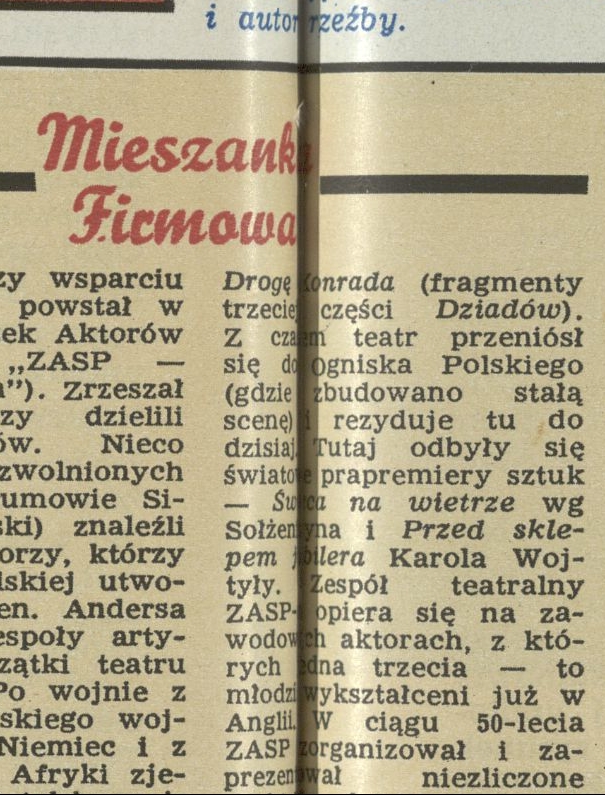 i autor rzeźby.
Mieszanka
Firmowa
zy wsparciu
powstał w
ek Aktorów
„ZASP —
a”). Zrzeszał
zy dzielili
ów. Nieco
zwolnionych
umowie Si-
ski) znaleźli
orzy, którzy
lskiej utwo-
en. Andersa
espoły arty-
zątki teatru
Po wojnie z
skiego woj-
Niemiec i z
Afryki zje-
Drogę Konrada (fragmenty
trzeciej części Dziadów).
Z czasem teatr przeniósł
się do Ogniska Polskiego
(gdzie zbudowano stałą
scenę) i rezyduje tu do
dzisiaj. Tutaj odbyły się
światowe prapremiery sztuk
— Świeca na wietrze wg
Sołżenicyna i Przed skle-
pem jubilera Karola Woj-
tyły. Zespół teatralny
ZASP- opiera się na za-
wodowych aktorach, z któ-
rych jedna trzecia — to
młodzi wykształceni już w
Anglii. W ciągu 50-lecia
ZASP zorganizował i za-
prezentował niezliczone